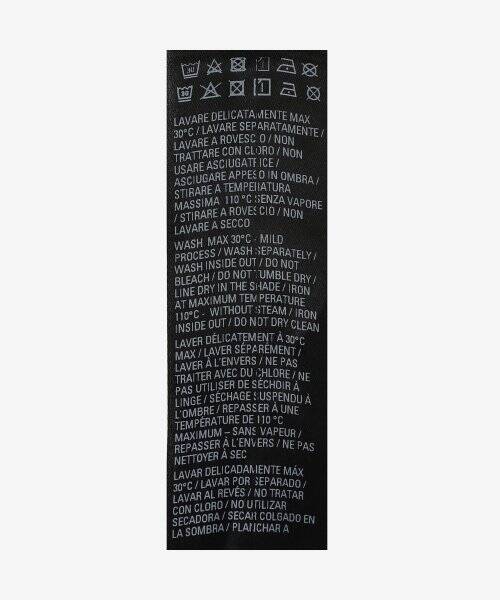 LAVARE DELICATAMENTE MAX
30°C / LAVARE SEPARATAMENTE /
LAVARE A ROVESCIO / NON
TRATTARE CON CLORO / NON
USARE ASCIUGATRICE /
ASCIUGARE APPESO IN OMBRA /
STIRARE A TEMPERATURA
MASSIMA 110 °C SENZA VAPORE
/ STIRARE A ROVESCIO / NON
LAVARE A SECCO
WASH MAX 30°C - MILD
PROCESS / WASH SEPARATELY /
WASH INSIDE OUT / DO NOT
BLEACH / DO NOT TUMBLE DRY /
LINE DRY IN THE SHADE / IRON
AT MAXIMUM TEMPERATURE
110°C - WITHOUT STEAM / IRON
INSIDE OUT / DO NOT DRY CLEAN
LAVER DÉLICATEMENT À 30°C
MAX / LAVER SÉPARÉMENT /
LAVER À L'ENVERS / NE PAS
TRAITER AVEC DU CHLORE / NE
PAS UTILISER DE SÉCHOIR À
LINGE / SÉCHAGE SUSPENDU À
L'OMBRE / REPASSER À UNE
TEMPÉRATURE DE 110 °C
MAXIMUM – SANS VAPEUR /
REPASSER À L'ENVERS / NE PAS
NETTOYER À SEC
LAVAR DELICADAMENTE MÁX
30°C / LAVAR POR SEPARADO /
LAVAR AL REVÉS / NO TRATAR
CON CLORO / NO UTILIZAR
SECADORA / SECAR COLGADO EN
LA SOMBRA / PLANCHAR A